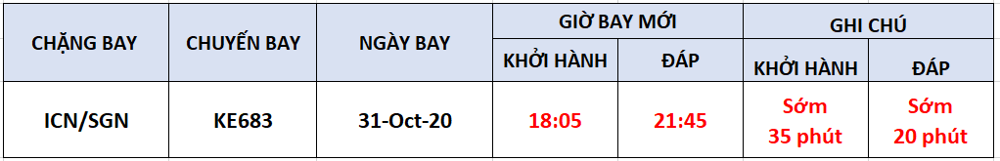 CHẶNG BAY CHUYẾN BAY NGÀY BAY GIỜ BAY MỚI GHI CHÚ
KHỞI HÀNH ĐÁP KHỞI HÀNH ĐÁP
ICN/SGN KE683 31-Oct-20 18:05 21:45 Sớm 35 phút Sớm 20 phút